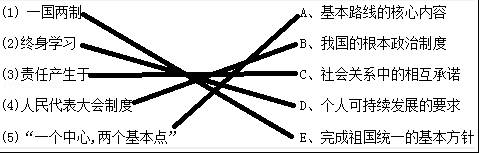 (1) 一国两制 A、基本路线的核心内容
(2)终身学习 B、我国的根本政治制度
(3)责任产生于 C、社会关系中的相互承诺
(4)人民代表大会制度 D、个人可持续发展的要求
(5)“一个中心,两个基本点” E、完成祖国统一的基本方针